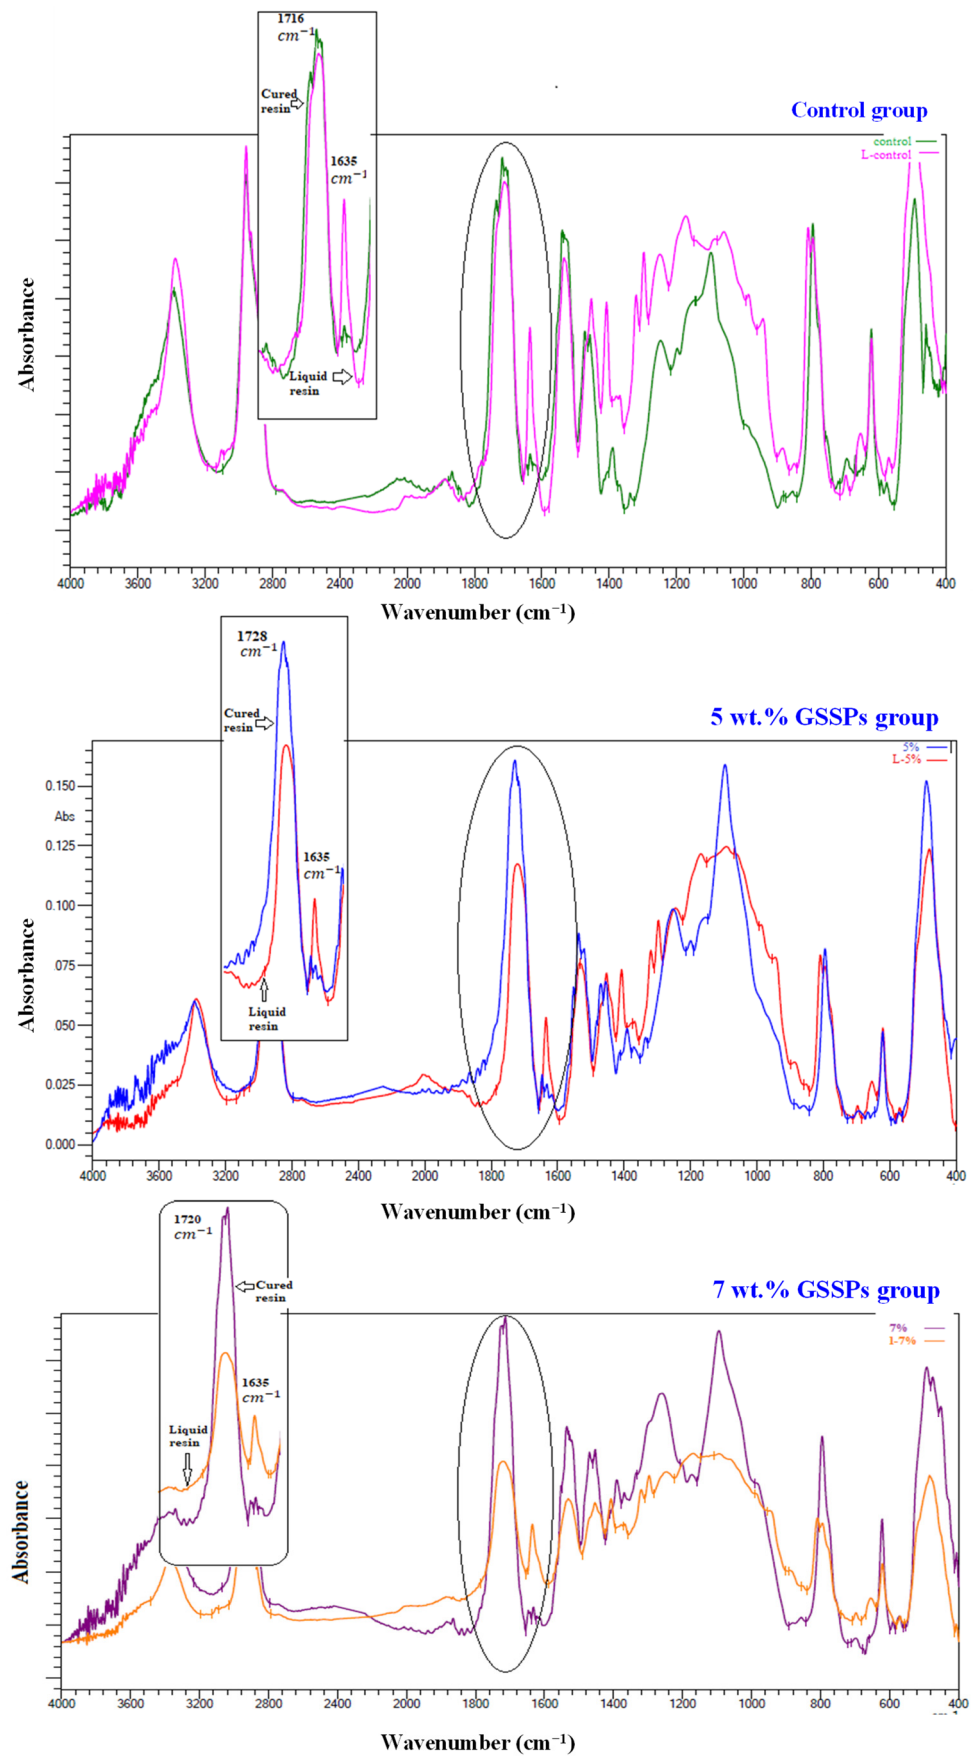 1716
cm⁻¹
Cured
resin
1635
cm⁻¹
Liquid
resin
Control group
control
L-control
Absorbance
4000 3600 3200 2800 2400 2000 1800 1600 1400 1200 1000 800 600 400
Wavenumber (cm⁻¹)
1728
cm⁻¹
Cured
resin
1635
cm⁻¹
Liquid
resin
5 wt.% GSSPs group
5%
L-5%
0.150
Abs
0.125
0.100
075
050
0.025
0.000
Absorbance
4000 3600 3200 2800 2400 2000 1800 1600 1400 1200 1000 800 600 400
Wavenumber (cm⁻¹)
1720
cm⁻¹
Cured
resin
1635
cm⁻¹
Liquid
resin
7 wt.% GSSPs group
7%
1-7%
Absorbance
4000 3600 3200 2800 2400 2000 1800 1600 1400 1200 1000 800 600 400
Wavenumber (cm⁻¹)